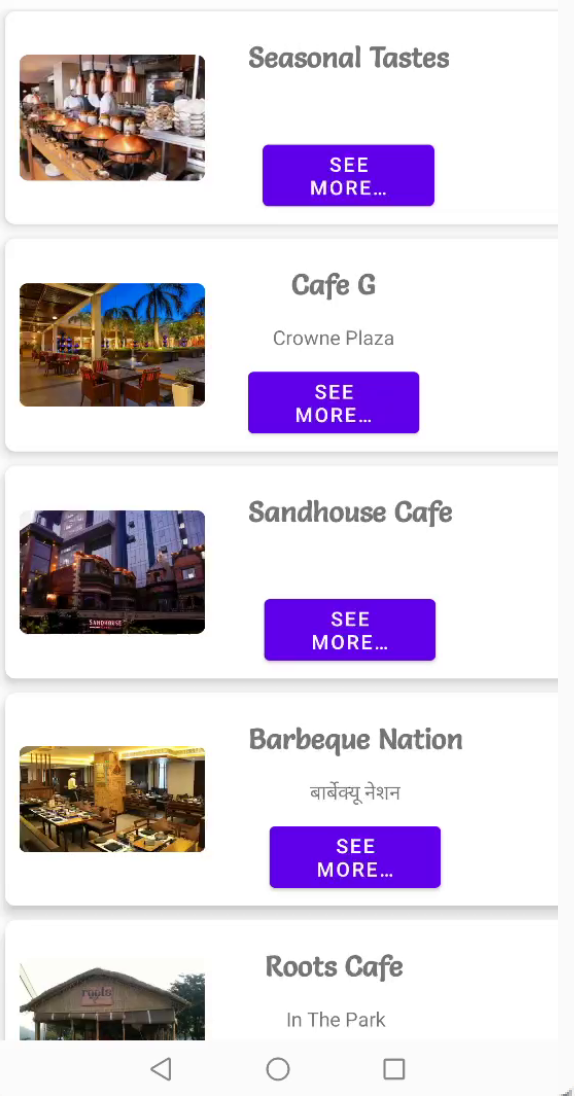 Seasonal Tastes
SEE
MORE...
Cafe G
Crowne Plaza
SEE
MORE...
Sandhouse Cafe
SEE
MORE...
SANDHOUSE
Barbeque Nation
बार्बेक्यू नेशन
SEE
MORE...
Roots Cafe
roots
In The Park